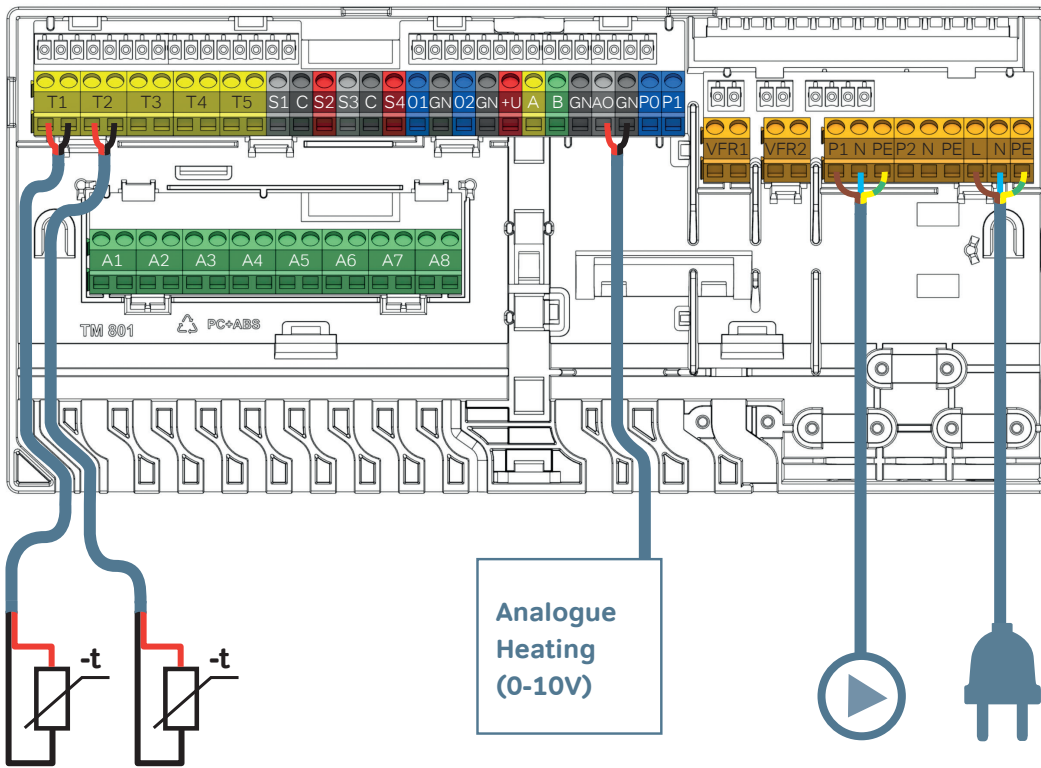 T1 T2 T3 T4 T5 S1 C S2 S3 C S4 01 GN 02 GN +U A B GN AO GN P0 P1
VFR1 VFR2 P1 N PE P2 N PE L N PE
A1 A2 A3 A4 A5 A6 A7 A8
TM 801 PC+ABS
Analogue
Heating
(0-10V)
-t -t